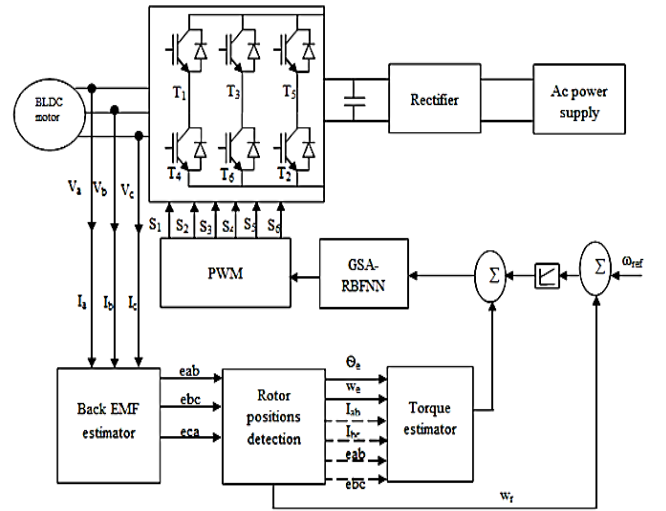 BLDC
motor
T1
T3
T5
T4
T6
T2
Rectifier
Ac power
supply
Va
Vb
Vc
S1
S2
S3
S4
S5
S6
PWM
GSA-
RBFNN
Σ
Σ
ωref
Ia
Ib
Ic
Back EMF
estimator
eab
ebc
eca
Rotor
positions
detection
Θe
we
Iab
Ibc
eab
ebc
Torque
estimator
wr